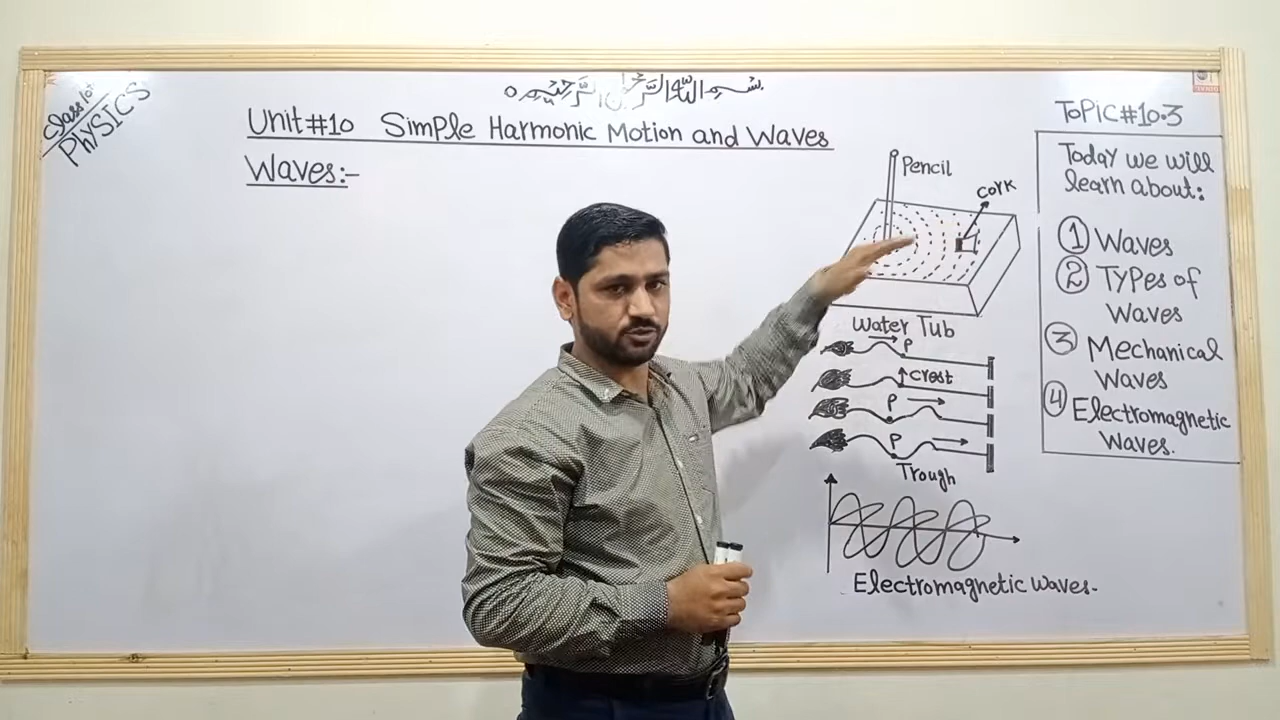 Class 10th
PHYSICS
بسم اللہ الرحمٰن الرحیم
Unit#10 Simple Harmonic Motion and Waves
Waves:-
Pencil
Cork
Water Tub
P
Crest
P
P
Trough
Electromagnetic Waves.
Topic#10.3
Today we will
learn about:
① Waves
② Types of
Waves
③ Mechanical
Waves
④ Electromagnetic
Waves.